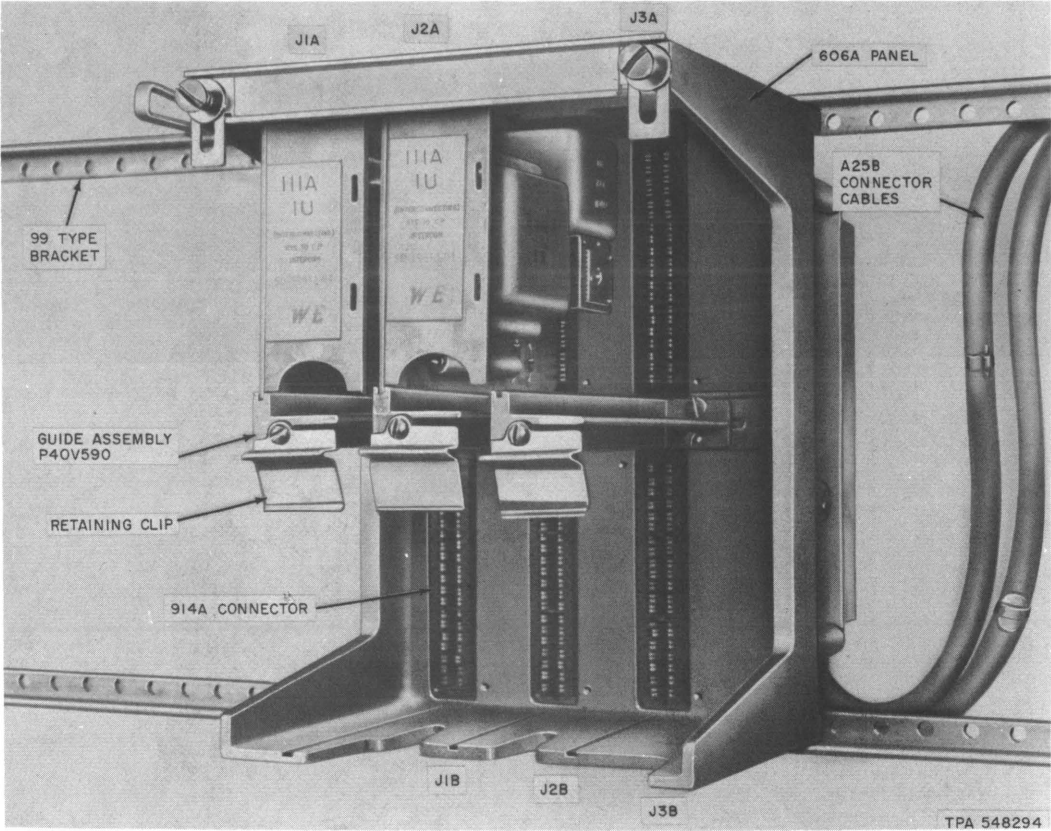 J1A
J2A
J3A
606A PANEL
A25B
CONNECTOR
CABLES
99 TYPE
BRACKET
111A
1U
WE
111A
1U
WE
GUIDE ASSEMBLY
P40V590
RETAINING CLIP
914A CONNECTOR
J1B
J2B
J3B
TPA 548294